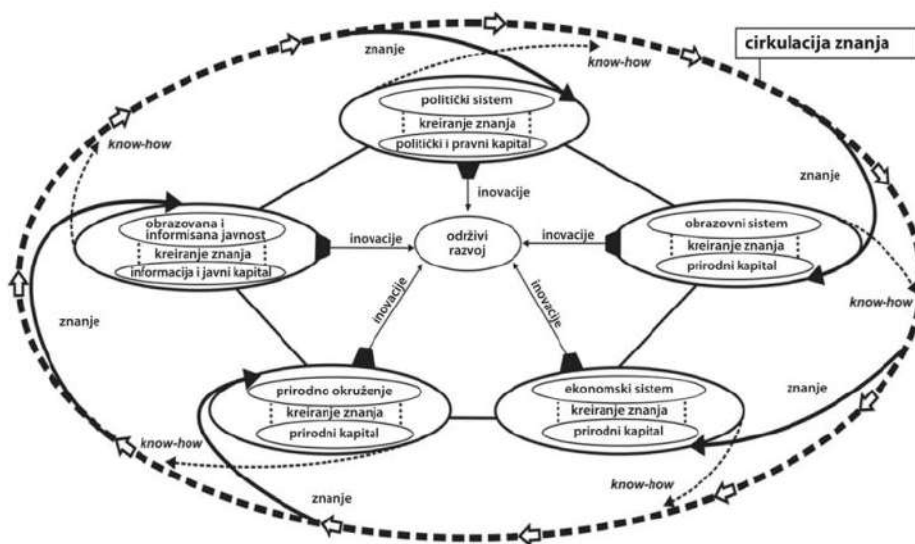 cirkulacija znanja
znanje
know-how
politički sistem
kreiranje znanja
politički i pravni kapital
inovacije
know-how
obrazovana i
informisana javnost
kreiranje znanja
informacija i javni kapital
inovacije
održivi
razvoj
inovacije
obrazovni sistem
kreiranje znanja
prirodni kapital
znanje
know-how
znanje
inovacije
inovacije
prirodno okruženje
kreiranje znanja
prirodni kapital
ekonomski sistem
kreiranje znanja
prirodni kapital
znanje
know-how
znanje
know-how